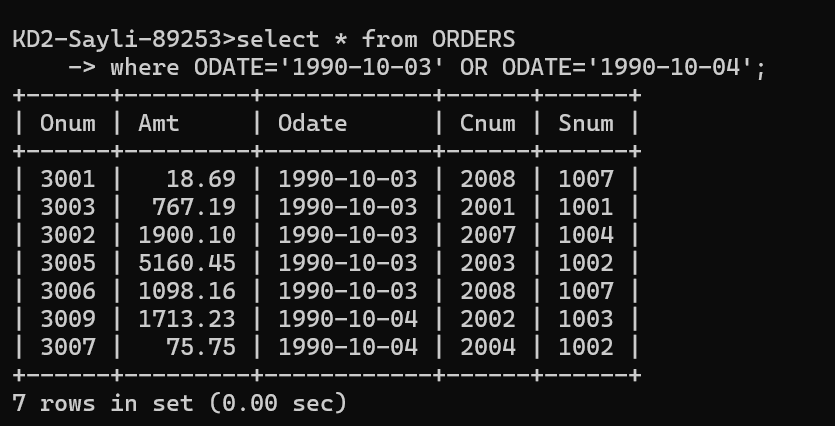 KD2-Sayli-89253>select * from ORDERS
    -> where ODATE='1990-10-03' OR ODATE='1990-10-04';
+------+---------+------------+------+------+
| Onum | Amt     | Odate      | Cnum | Snum |
+------+---------+------------+------+------+
| 3001 |   18.69 | 1990-10-03 | 2008 | 1007 |
| 3003 |  767.19 | 1990-10-03 | 2001 | 1001 |
| 3002 | 1900.10 | 1990-10-03 | 2007 | 1004 |
| 3005 | 5160.45 | 1990-10-03 | 2003 | 1002 |
| 3006 | 1098.16 | 1990-10-03 | 2008 | 1007 |
| 3009 | 1713.23 | 1990-10-04 | 2002 | 1003 |
| 3007 |   75.75 | 1990-10-04 | 2004 | 1002 |
+------+---------+------------+------+------+
7 rows in set (0.00 sec)